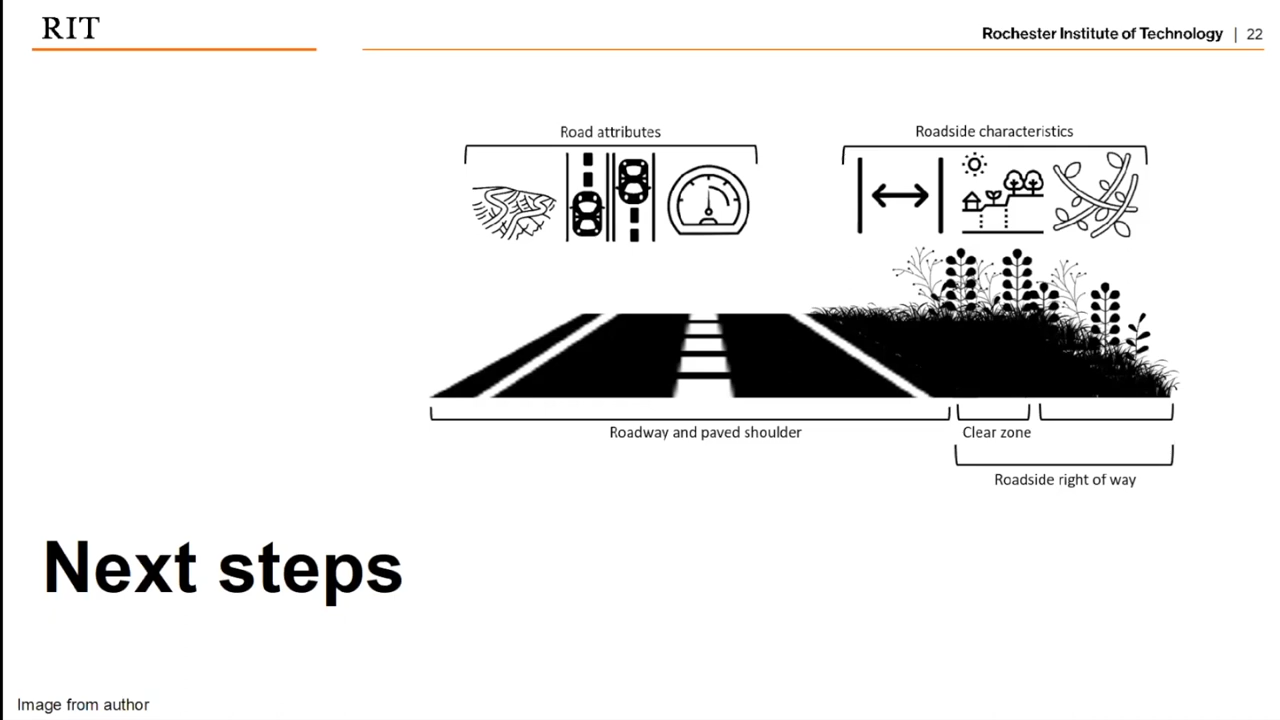 RIT
Rochester Institute of Technology | 22
Road attributes
Roadside characteristics
Roadway and paved shoulder
Clear zone
Roadside right of way
Next steps
Image from author